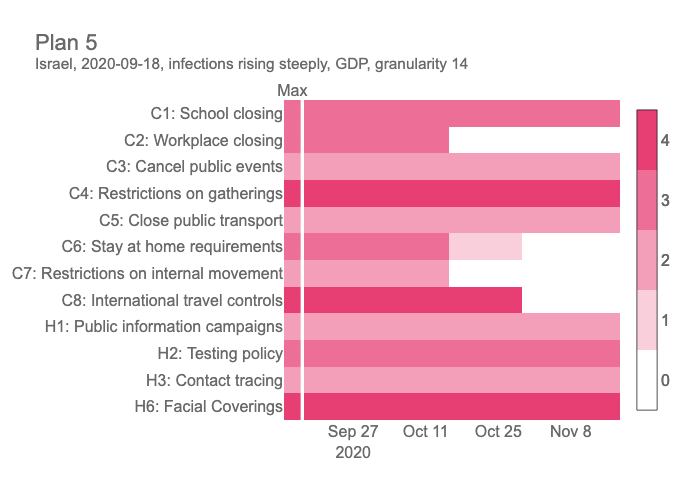 Plan 5
Israel, 2020-09-18, infections rising steeply, GDP, granularity 14
Max
C1: School closing
C2: Workplace closing
C3: Cancel public events
C4: Restrictions on gatherings
C5: Close public transport
C6: Stay at home requirements
C7: Restrictions on internal movement
C8: International travel controls
H1: Public information campaigns
H2: Testing policy
H3: Contact tracing
H6: Facial Coverings
Sep 27 Oct 11 Oct 25 Nov 8
2020
4
3
2
1
0